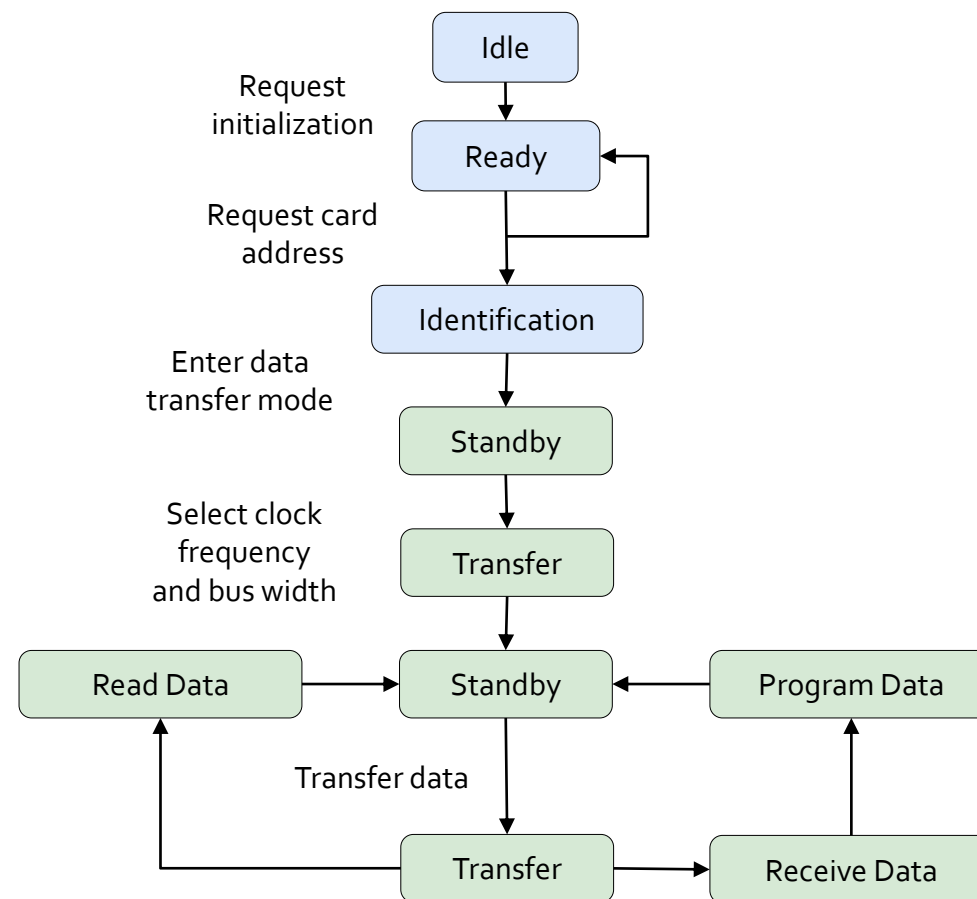 Idle
Request
initialization
Ready
Request card
address
Identification
Enter data
transfer mode
Standby
Select clock
frequency
and bus width
Transfer
Read Data
Standby
Program Data
Transfer data
Transfer
Receive Data